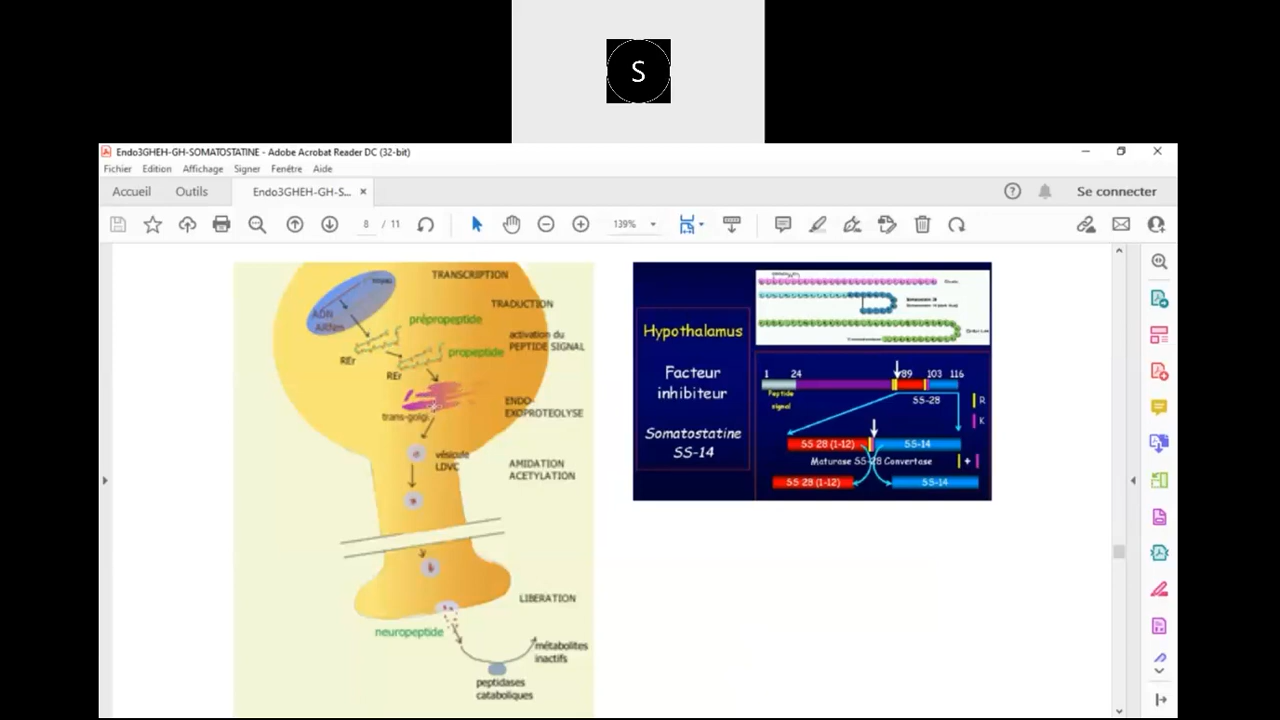 S
Endo3GHEH-GH-SOMATOSTATINE - Adobe Acrobat Reader DC (32-bit)
Fichier Edition Affichage Signer Fenêtre Aide
Accueil Outils Endo3GHEH-GH-S... × Se connecter
8 / 11 139%
TRANSCRIPTION
ADN
ARNm
TRADUCTION
prépropeptide
activation du
PEPTIDE SIGNAL
REr
propeptide
REr
trans-golgi
ENDO-
EXOPROTEOLYSE
vésicule
LDVC
AMIDATION
ACETYLATION
LIBERATION
neuropeptide
métabolites
inactifs
peptidases
cataboliques
Hypothalamus
Facteur
inhibiteur
Somatostatine
SS-14
1 24 89 103 116
Peptide
signal
SS-28
R
K
SS-28 (1-12) SS-14
Maturase SS-28 Convertase +
SS-28 (1-12) SS-14